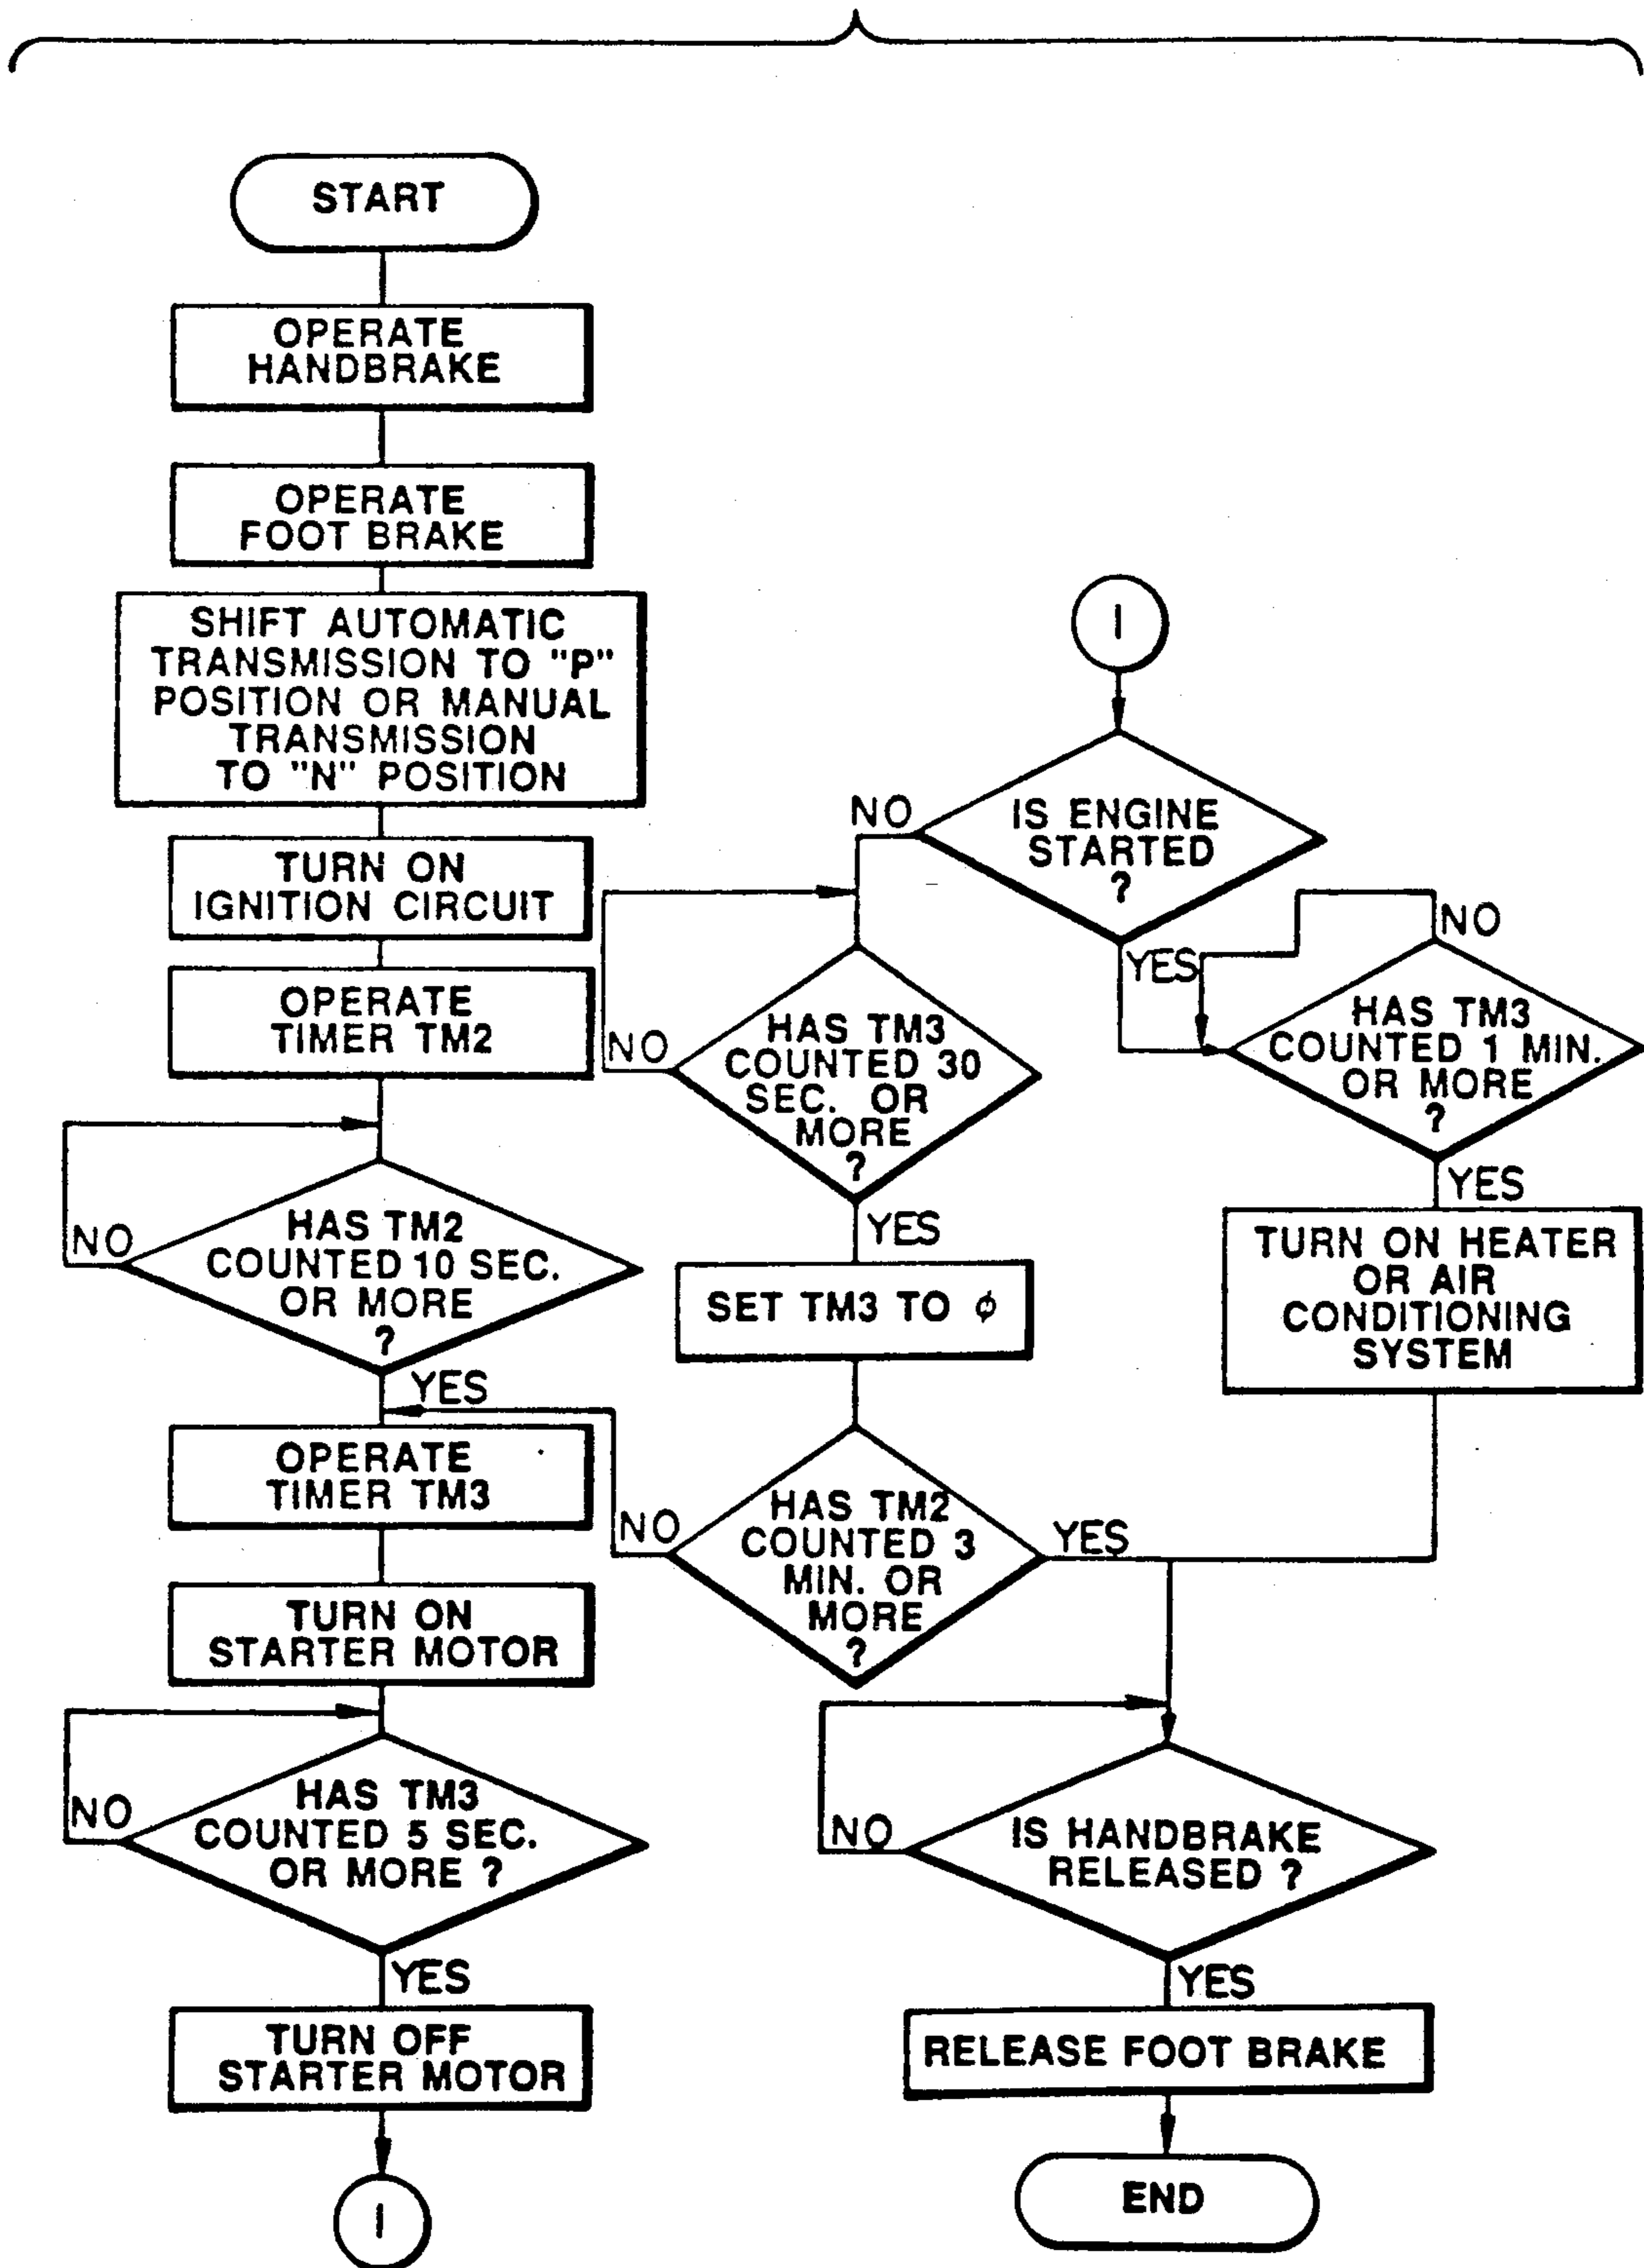 START
OPERATE
HANDBRAKE
OPERATE
FOOT BRAKE
SHIFT AUTOMATIC
TRANSMISSION TO "P"
POSITION OR MANUAL
TRANSMISSION
TO "N" POSITION
TURN ON
IGNITION CIRCUIT
OPERATE
TIMER TM2
HAS TM2
COUNTED 10 SEC.
OR MORE
?
NO
YES
OPERATE
TIMER TM3
TURN ON
STARTER MOTOR
HAS TM3
COUNTED 5 SEC.
OR MORE ?
NO
YES
TURN OFF
STARTER MOTOR
I
I
IS ENGINE
STARTED
?
NO
YES
HAS TM3
COUNTED 30
SEC. OR
MORE
?
NO
YES
SET TM3 TO ϕ
HAS TM2
COUNTED 3
MIN. OR
MORE
?
NO
YES
NO
HAS TM3
COUNTED 1 MIN.
OR MORE
?
YES
TURN ON HEATER
OR AIR
CONDITIONING
SYSTEM
IS HANDBRAKE
RELEASED ?
NO
YES
RELEASE FOOT BRAKE
END